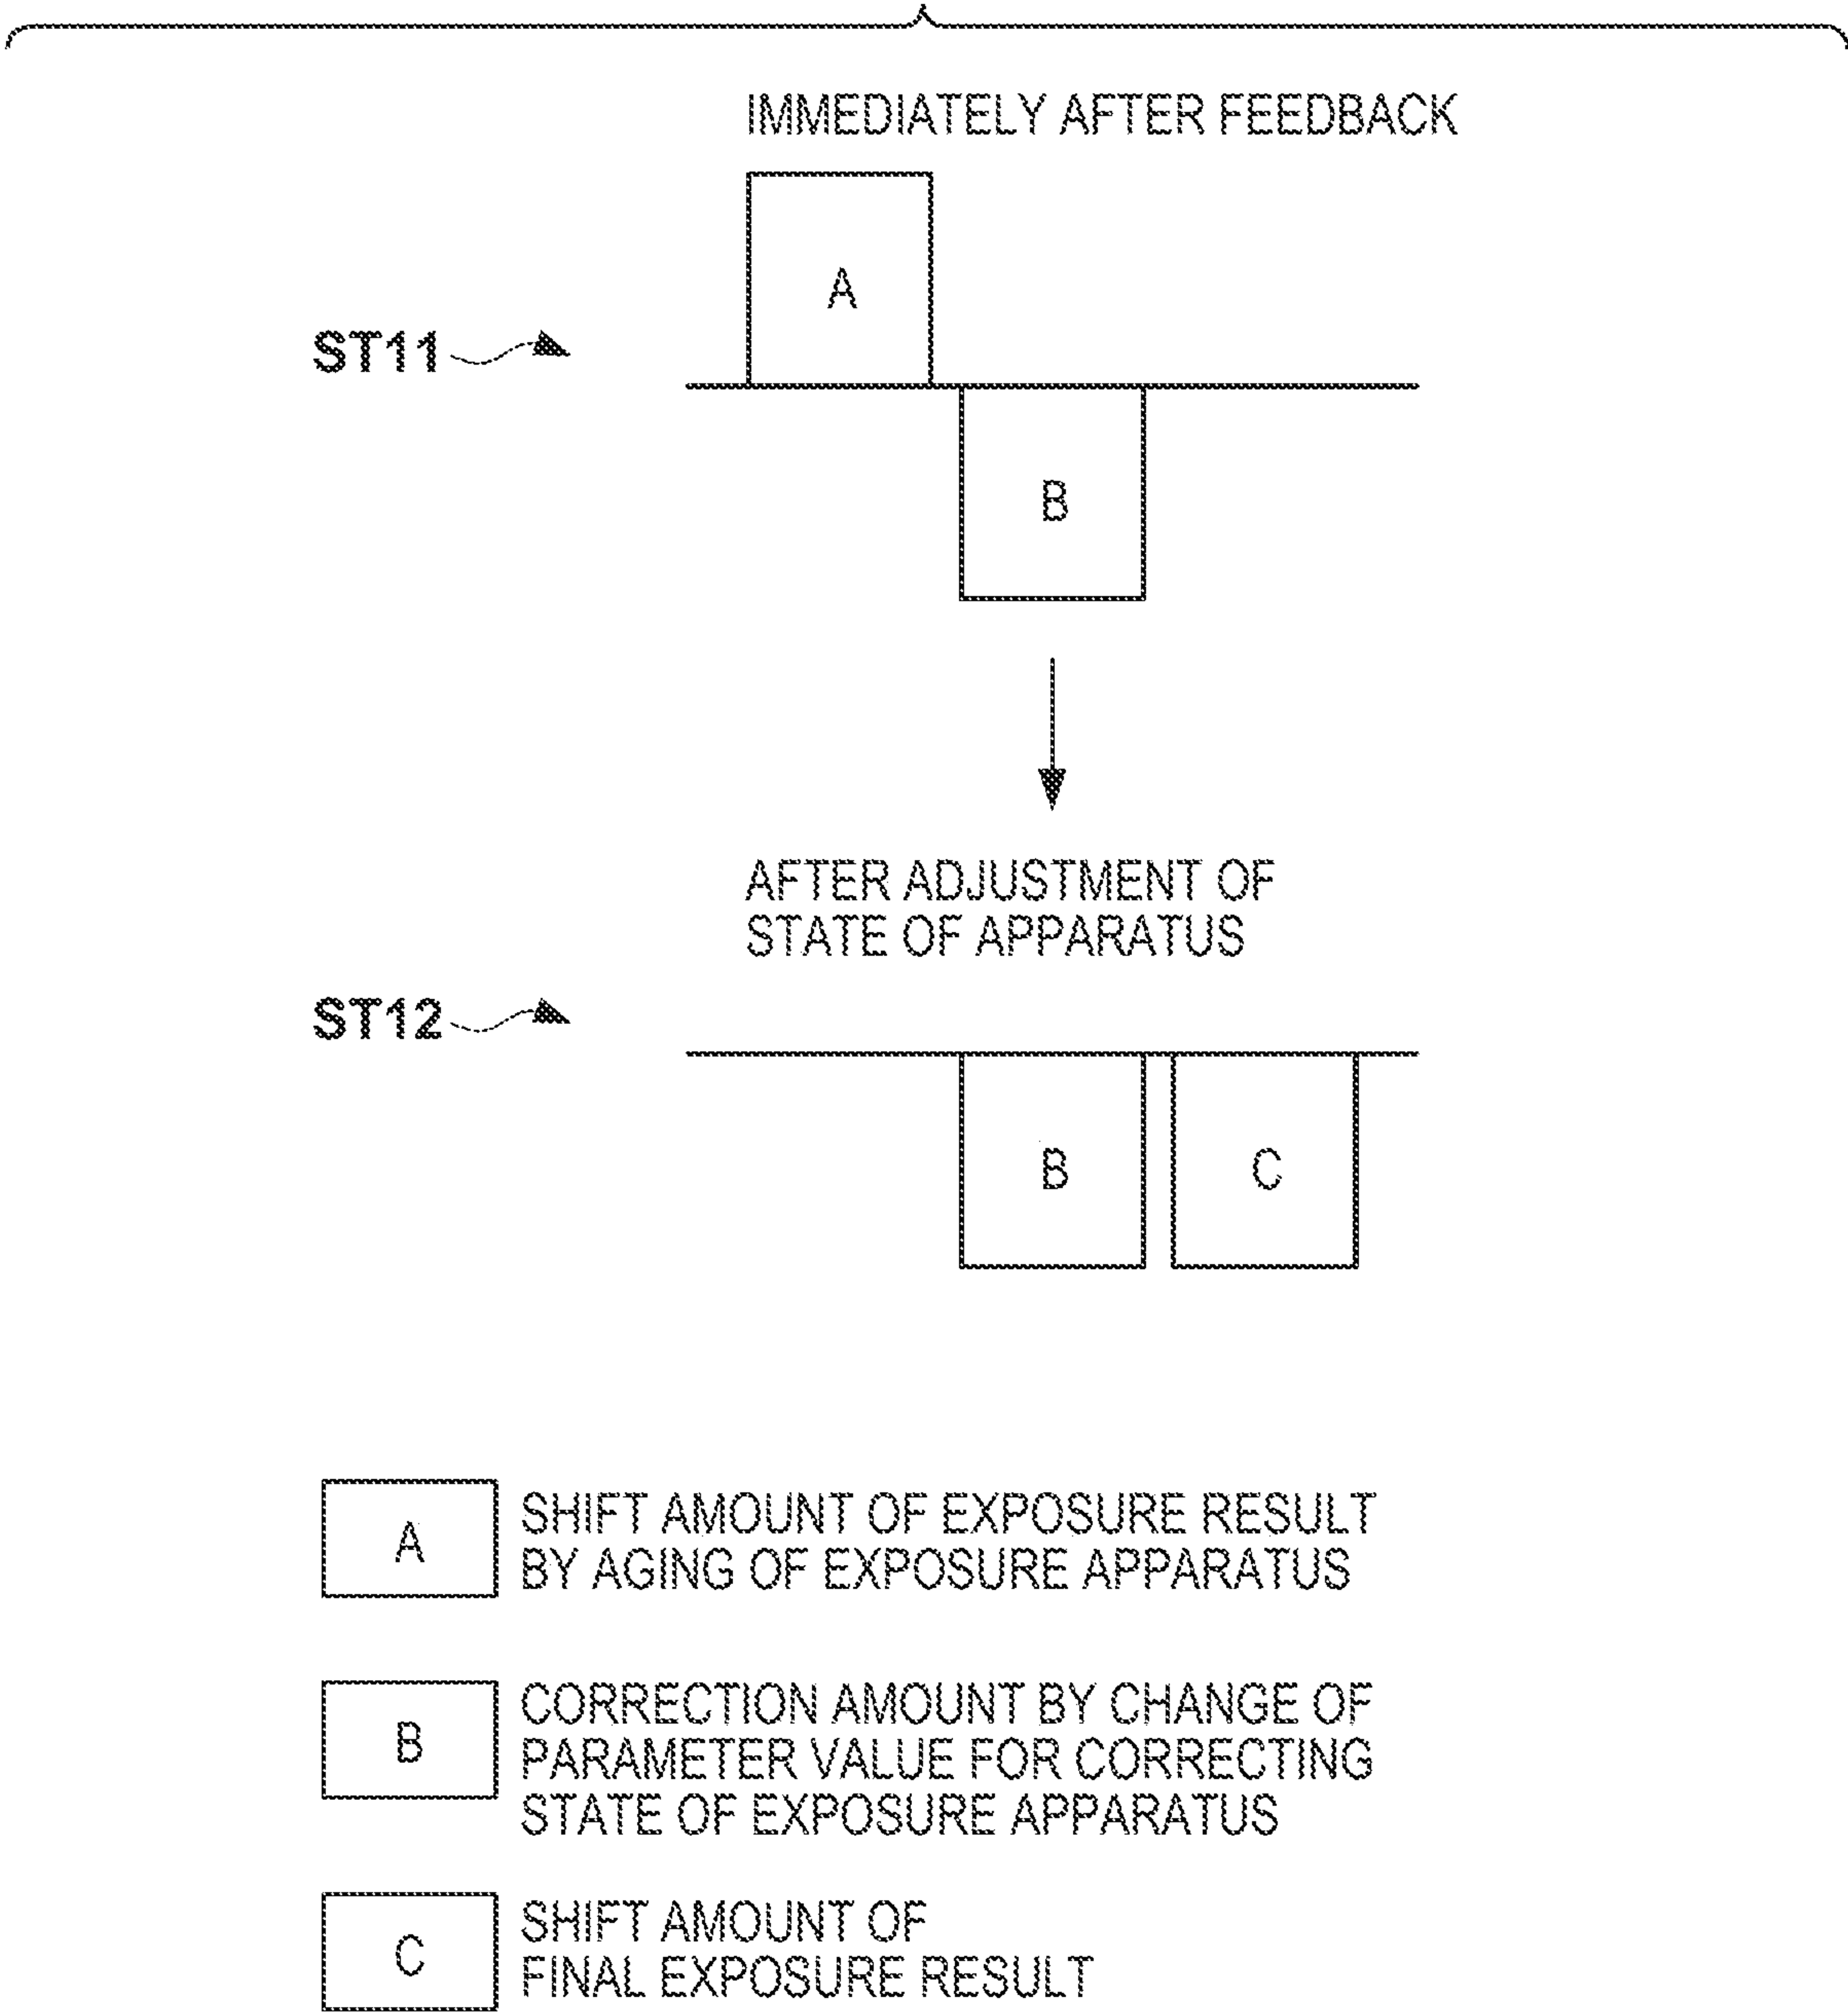 IMMEDIATELY AFTER FEEDBACK
A
ST11
B
AFTER ADJUSTMENT OF
STATE OF APPARATUS
ST12
B
C
A
SHIFT AMOUNT OF EXPOSURE RESULT
BY AGING OF EXPOSURE APPARATUS
B
CORRECTION AMOUNT BY CHANGE OF
PARAMETER VALUE FOR CORRECTING
STATE OF EXPOSURE APPARATUS
C
SHIFT AMOUNT OF
FINAL EXPOSURE RESULT